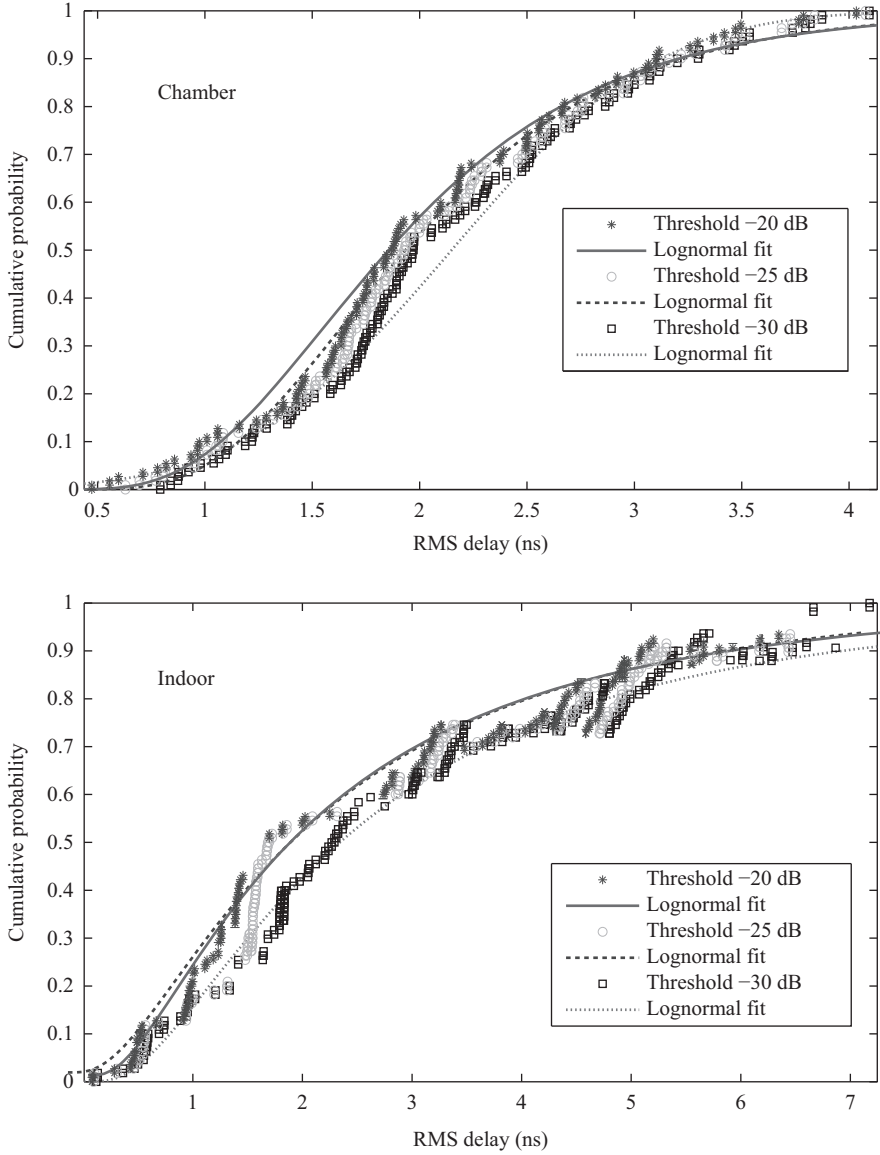 1
0.9
0.8
0.7
0.6
0.5
0.4
0.3
0.2
0.1
0
Cumulative probability
Chamber
Threshold −20 dB
Lognormal fit
Threshold −25 dB
Lognormal fit
Threshold −30 dB
Lognormal fit
0.5 1 1.5 2 2.5 3 3.5 4
RMS delay (ns)
1
0.9
0.8
0.7
0.6
0.5
0.4
0.3
0.2
0.1
0
Cumulative probability
Indoor
Threshold −20 dB
Lognormal fit
Threshold −25 dB
Lognormal fit
Threshold −30 dB
Lognormal fit
1 2 3 4 5 6 7
RMS delay (ns)